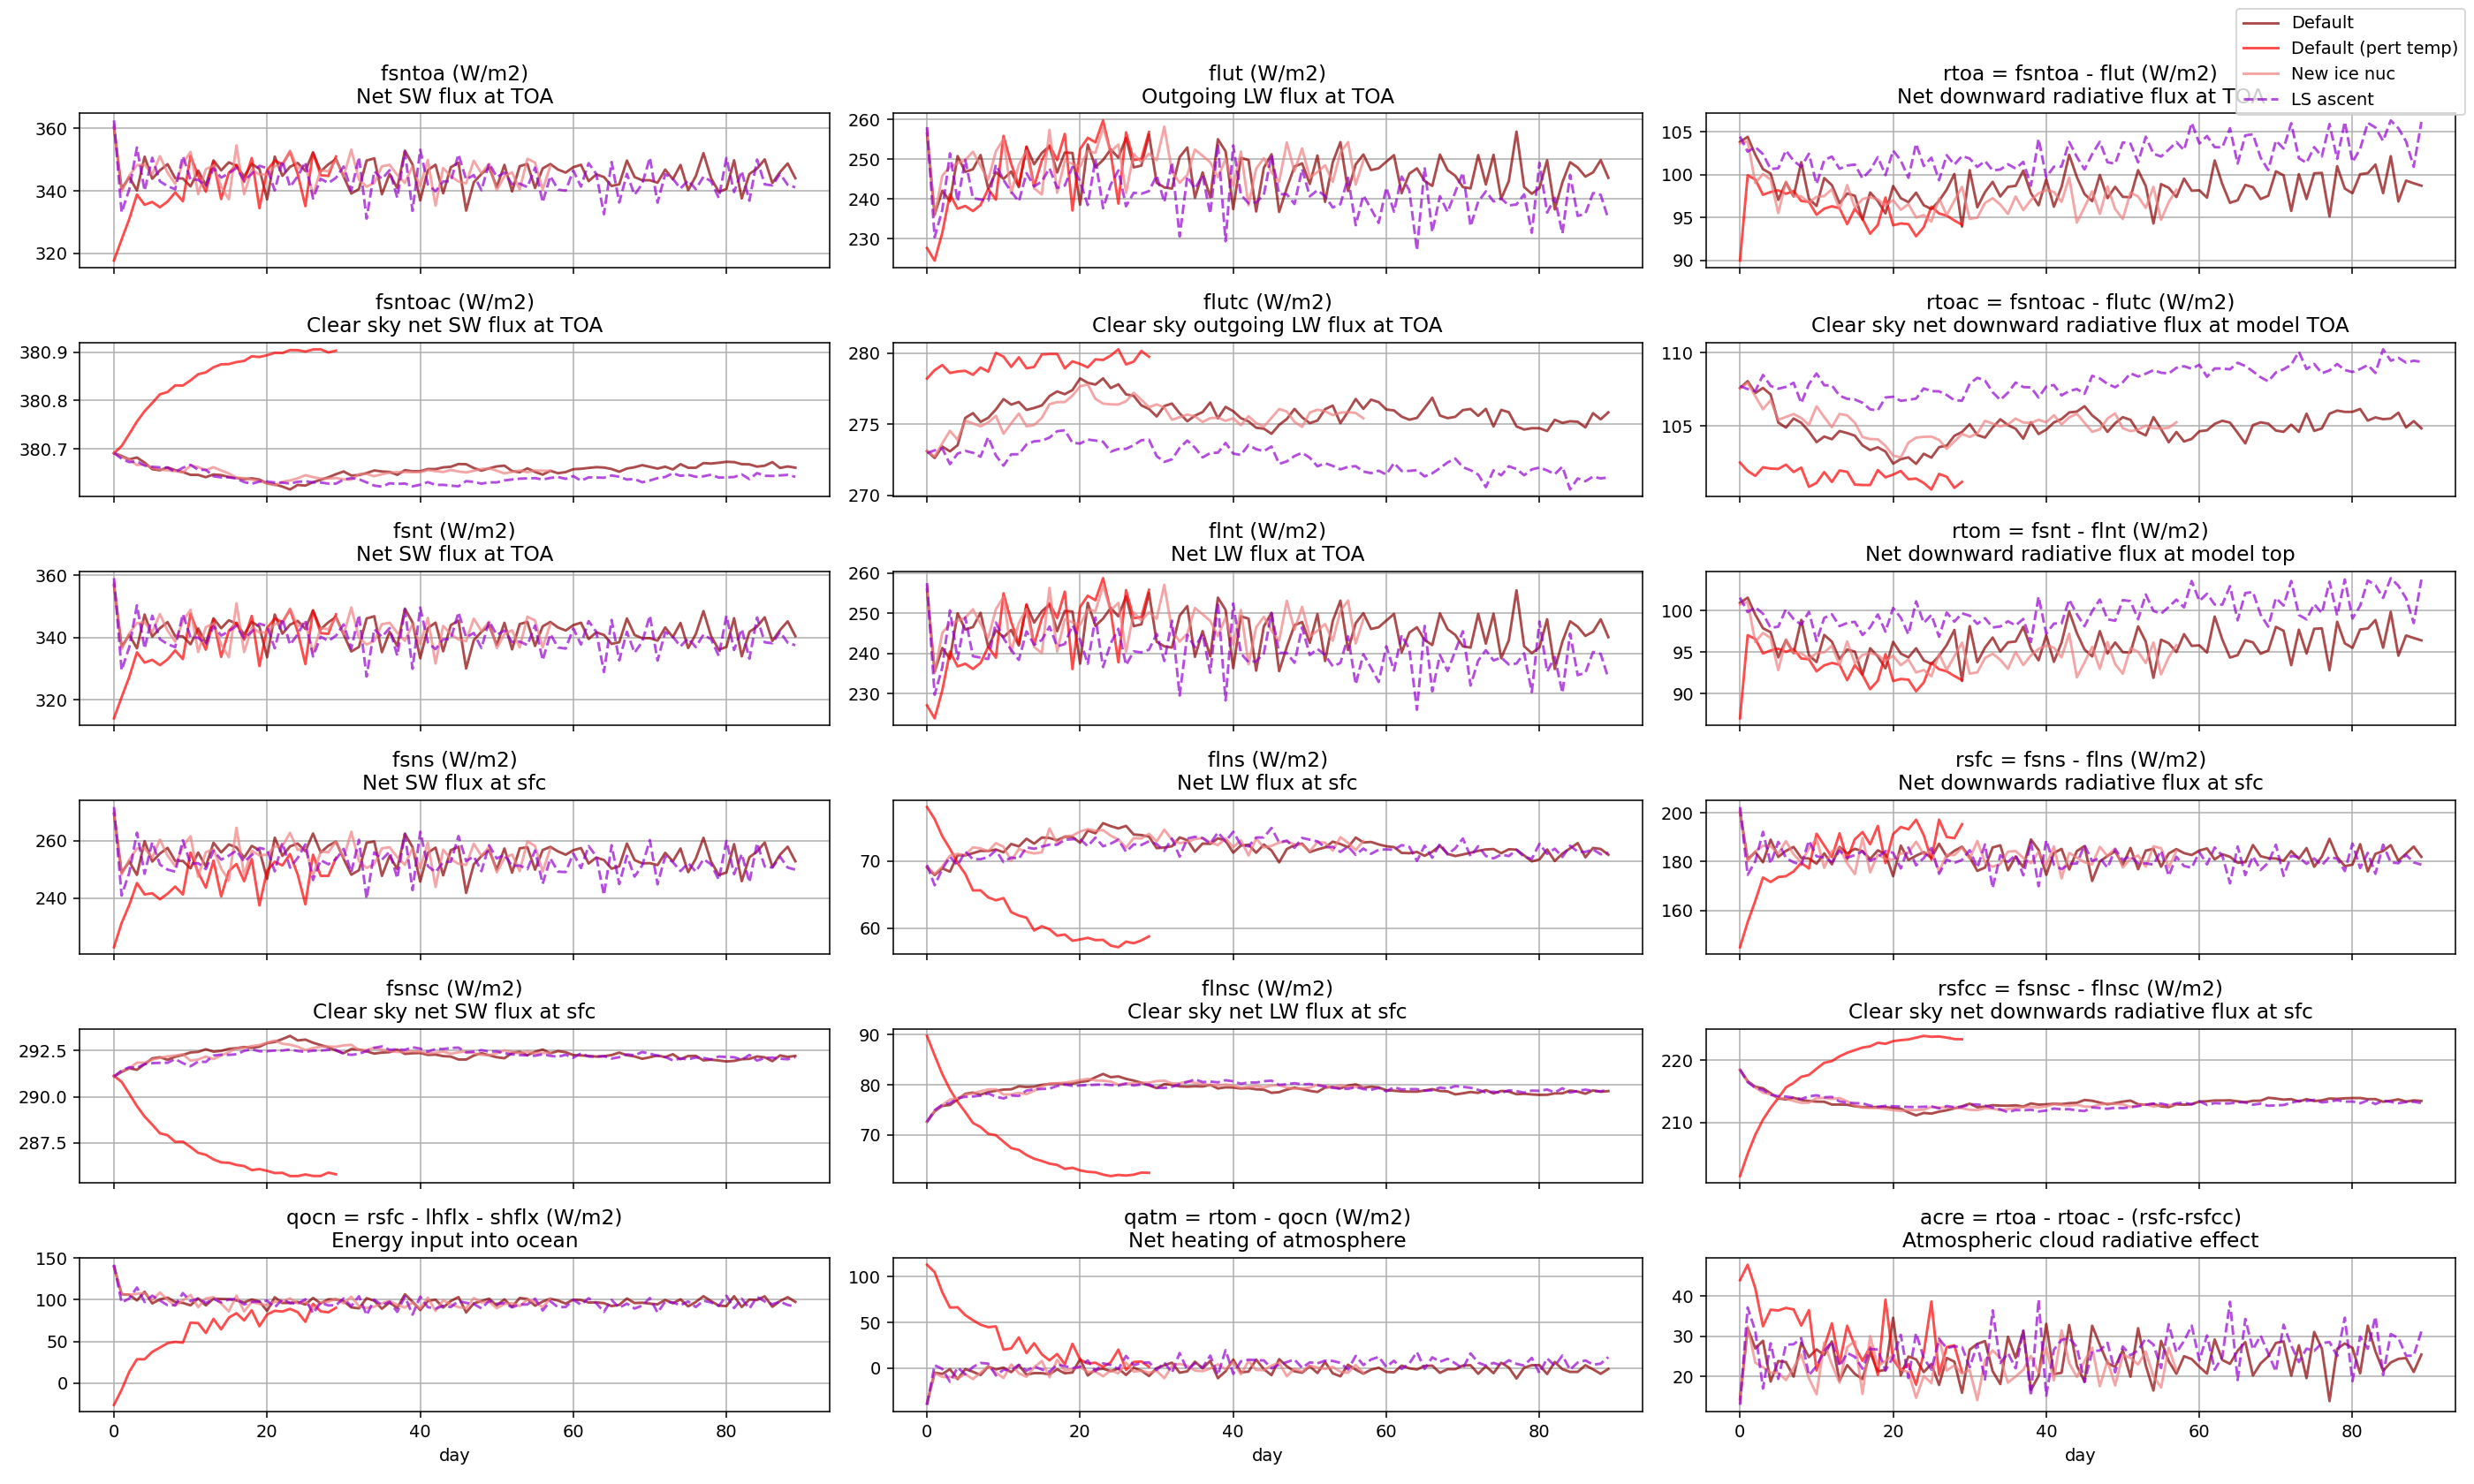 Default
Default (pert temp)
New ice nuc
LS ascent
fsntoa (W/m2)
Net SW flux at TOA
360
340
320
flut (W/m2)
Outgoing LW flux at TOA
260
250
240
230
rtoa = fsntoa - flut (W/m2)
Net downward radiative flux at TOA
105
100
95
90
fsntoac (W/m2)
Clear sky net SW flux at TOA
380.9
380.8
380.7
flutc (W/m2)
Clear sky outgoing LW flux at TOA
280
275
270
rtoac = fsntoac - flutc (W/m2)
Clear sky net downward radiative flux at model TOA
110
105
fsnt (W/m2)
Net SW flux at TOA
360
340
320
flnt (W/m2)
Net LW flux at TOA
260
250
240
230
rtom = fsnt - flnt (W/m2)
Net downward radiative flux at model top
100
95
90
fsns (W/m2)
Net SW flux at sfc
260
240
flns (W/m2)
Net LW flux at sfc
70
60
rsfc = fsns - flns (W/m2)
Net downwards radiative flux at sfc
200
180
160
fsnsc (W/m2)
Clear sky net SW flux at sfc
292.5
290.0
287.5
flnsc (W/m2)
Clear sky net LW flux at sfc
90
80
70
rsfcc = fsnsc - flnsc (W/m2)
Clear sky net downwards radiative flux at sfc
220
210
qocn = rsfc - lhflx - shflx (W/m2)
Energy input into ocean
150
100
50
0
0 20 40 60 80
day
qatm = rtom - qocn (W/m2)
Net heating of atmosphere
100
50
0
0 20 40 60 80
day
acre = rtoa - rtoac - (rsfc-rsfcc)
Atmospheric cloud radiative effect
40
30
20
0 20 40 60 80
day